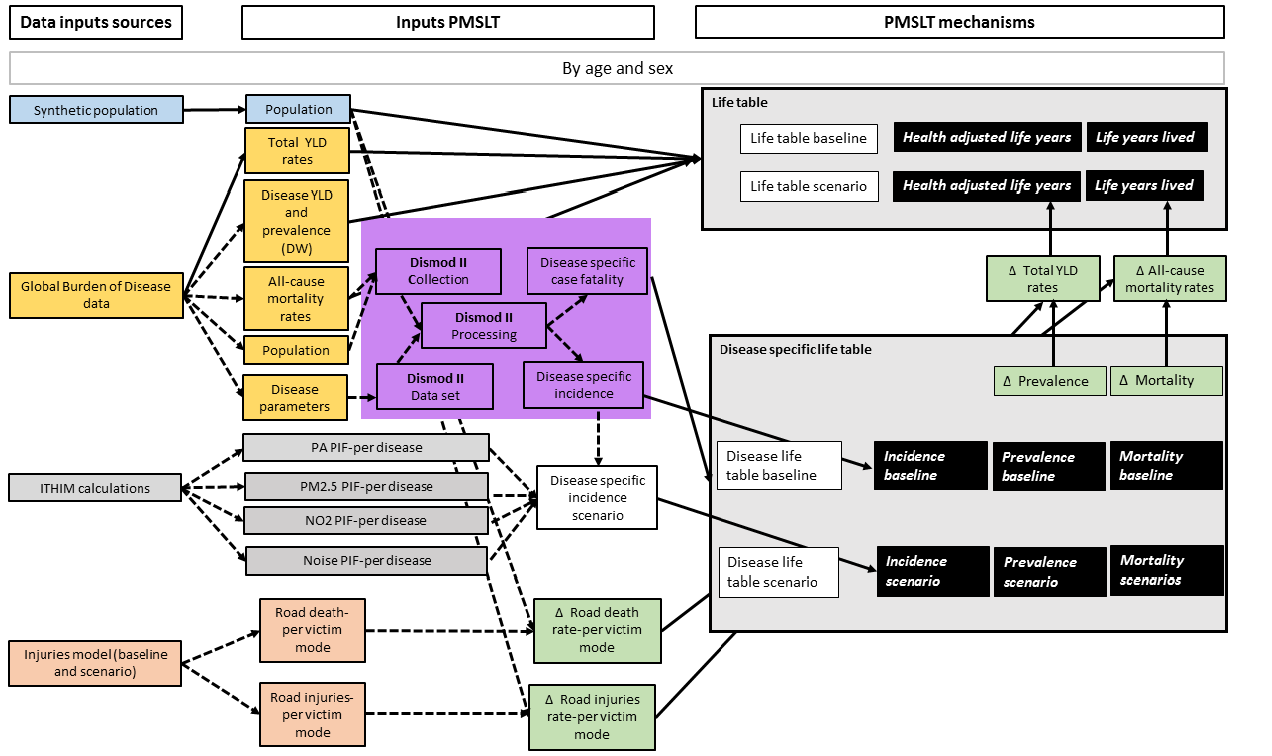 Data inputs sources
Inputs PMSLT
PMSLT mechanisms
By age and sex
Synthetic population
Population
Total YLD
rates
Disease YLD
and
prevalence
(DW)
Global Burden of Disease
data
All-cause
mortality
rates
Population
Disease
parameters
Dismod II
Collection
Disease specific
case fatality
Dismod II
Processing
Dismod II
Data set
Disease specific
incidence
ITHIM calculations
PA PIF-per disease
PM2.5 PIF-per disease
NO2 PIF-per disease
Noise PIF-per disease
Disease specific
incidence
scenario
Injuries model (baseline
and scenario)
Road death-
per victim
mode
Road injuries-
per victim
mode
Δ Road death
rate-per victim
mode
Δ Road injuries
rate-per victim
mode
Life table
Life table baseline
Health adjusted life years
Life years lived
Life table scenario
Health adjusted life years
Life years lived
Δ Total YLD
rates
Δ All-cause
mortality rates
Disease specific life table
Δ Prevalence
Δ Mortality
Disease life
table baseline
Incidence
baseline
Prevalence
baseline
Mortality
baseline
Disease life
table scenario
Incidence
scenario
Prevalence
scenario
Mortality
scenarios